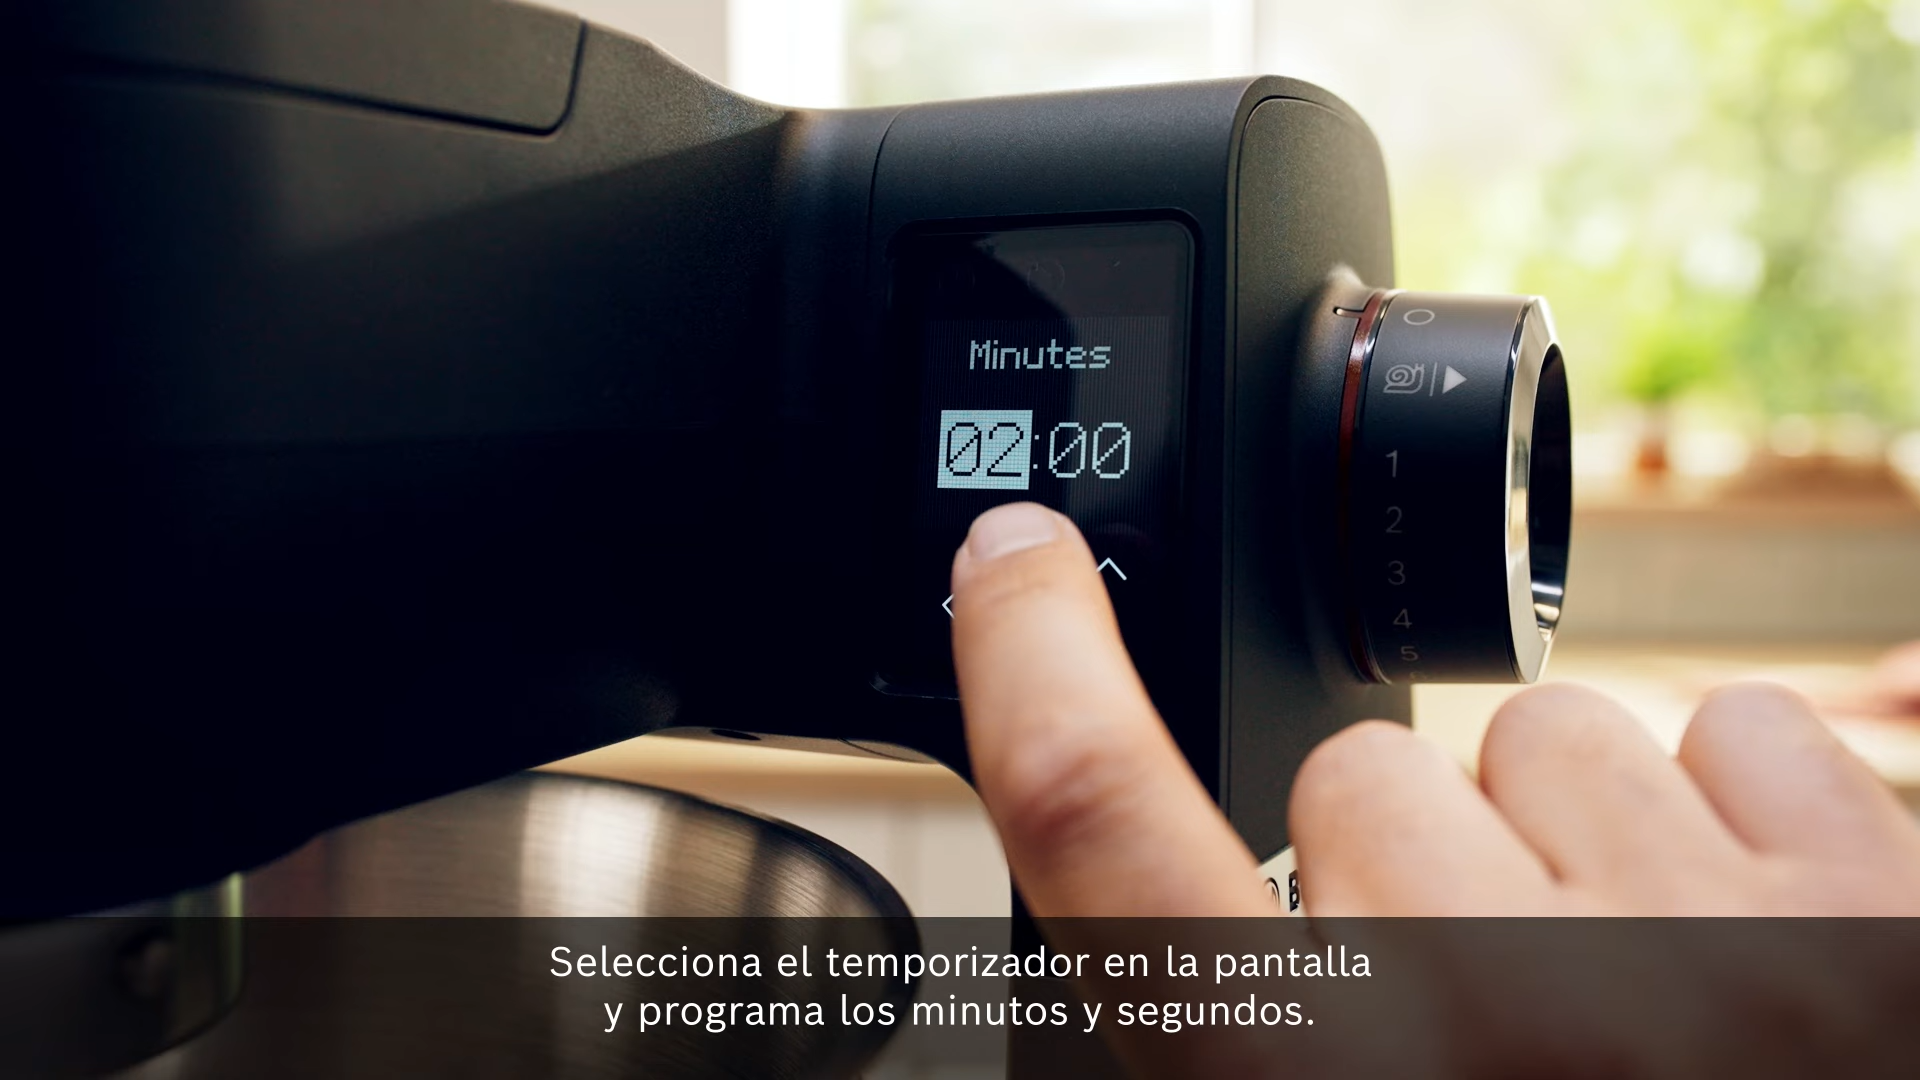 Minutes
02:00
1
2
3
4
5
Selecciona el temporizador en la pantalla
y programa los minutos y segundos.